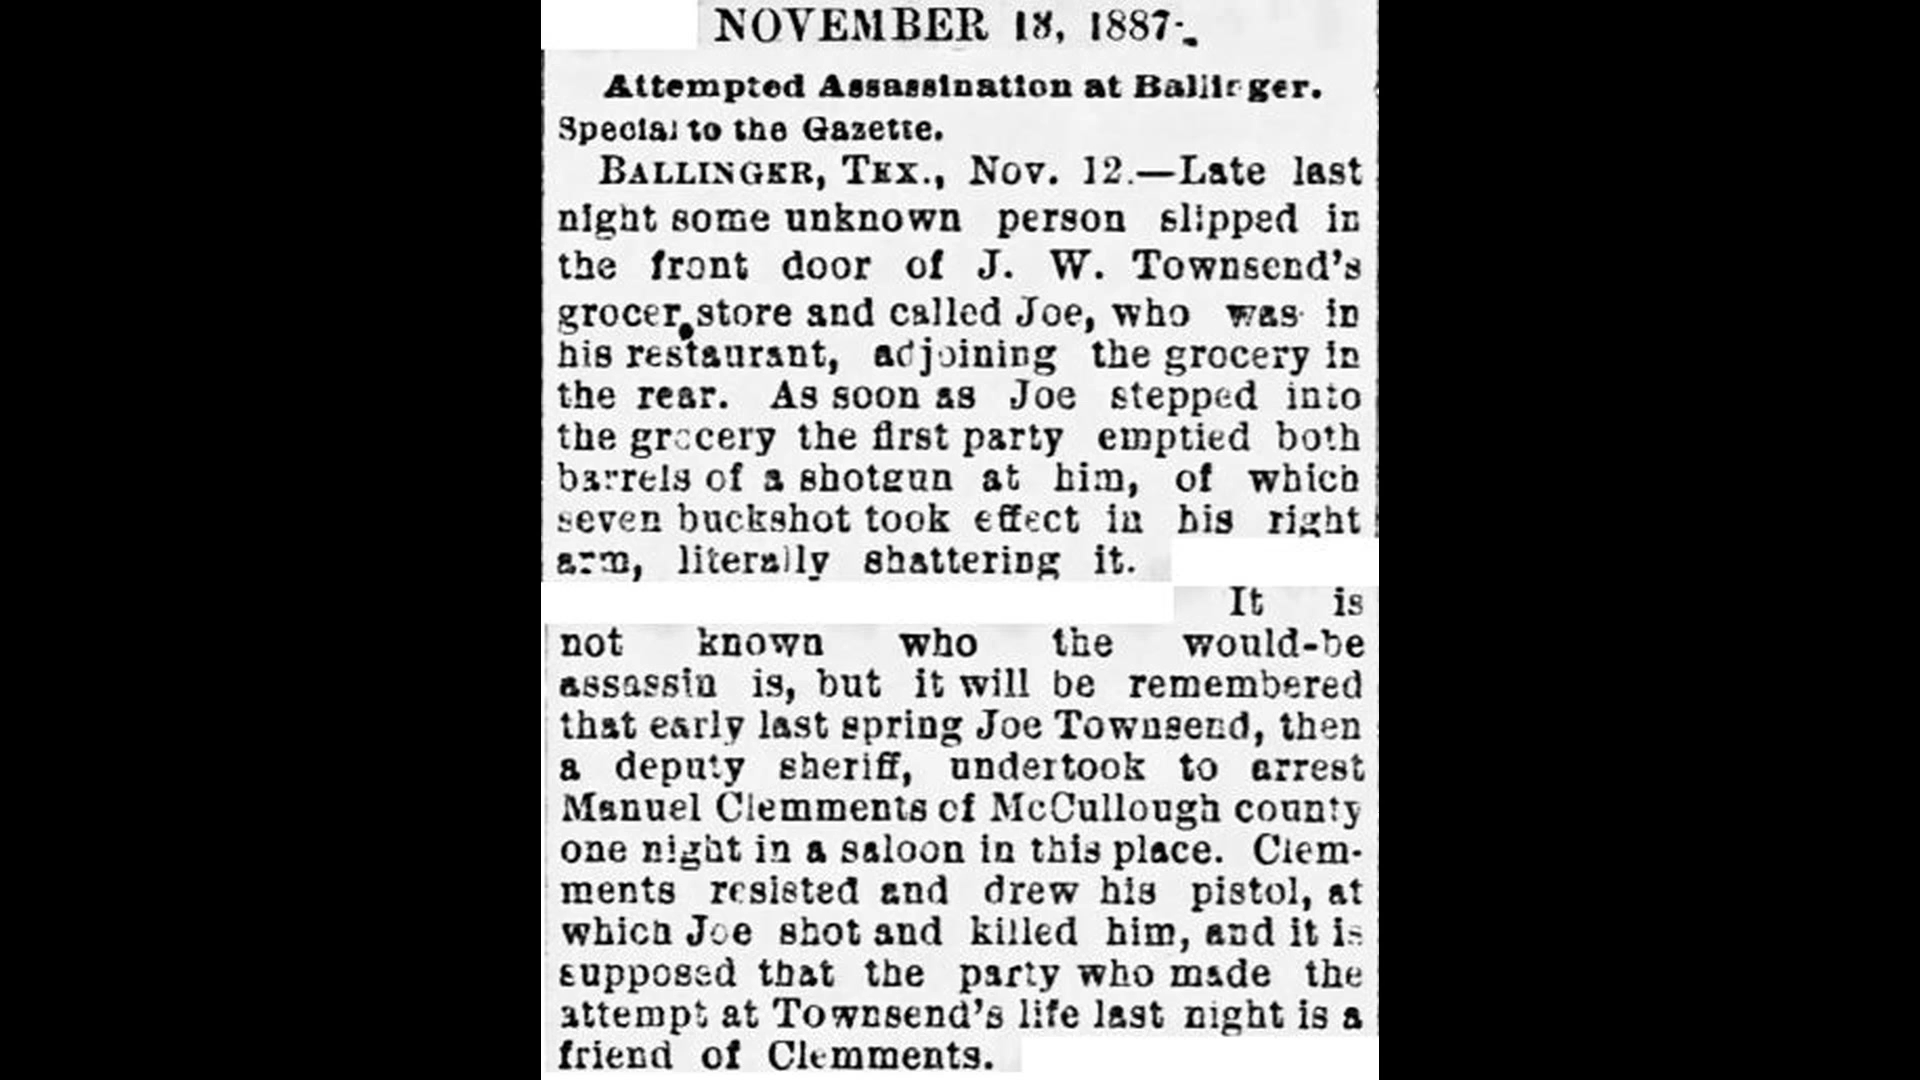 NOVEMBER 18, 1887.
Attempted Assassination at Ballinger.
Special to the Gazette.
BALLINGER, TEX., Nov. 12.—Late last
night some unknown person slipped in
the front door of J. W. Townsend's
grocer store and called Joe, who was in
his restaurant, adjoining the grocery in
the rear. As soon as Joe stepped into
the grocery the first party emptied both
barrels of a shotgun at him, of which
seven buckshot took effect in his right
arm, literally shattering it.
It is
not known who the would-be
assassin is, but it will be remembered
that early last spring Joe Townsend, then
a deputy sheriff, undertook to arrest
Manuel Clemments of McCullough county
one night in a saloon in this place. Clem-
ments resisted and drew his pistol, at
which Joe shot and killed him, and it is
supposed that the party who made the
attempt at Townsend's life last night is a
friend of Clemments.